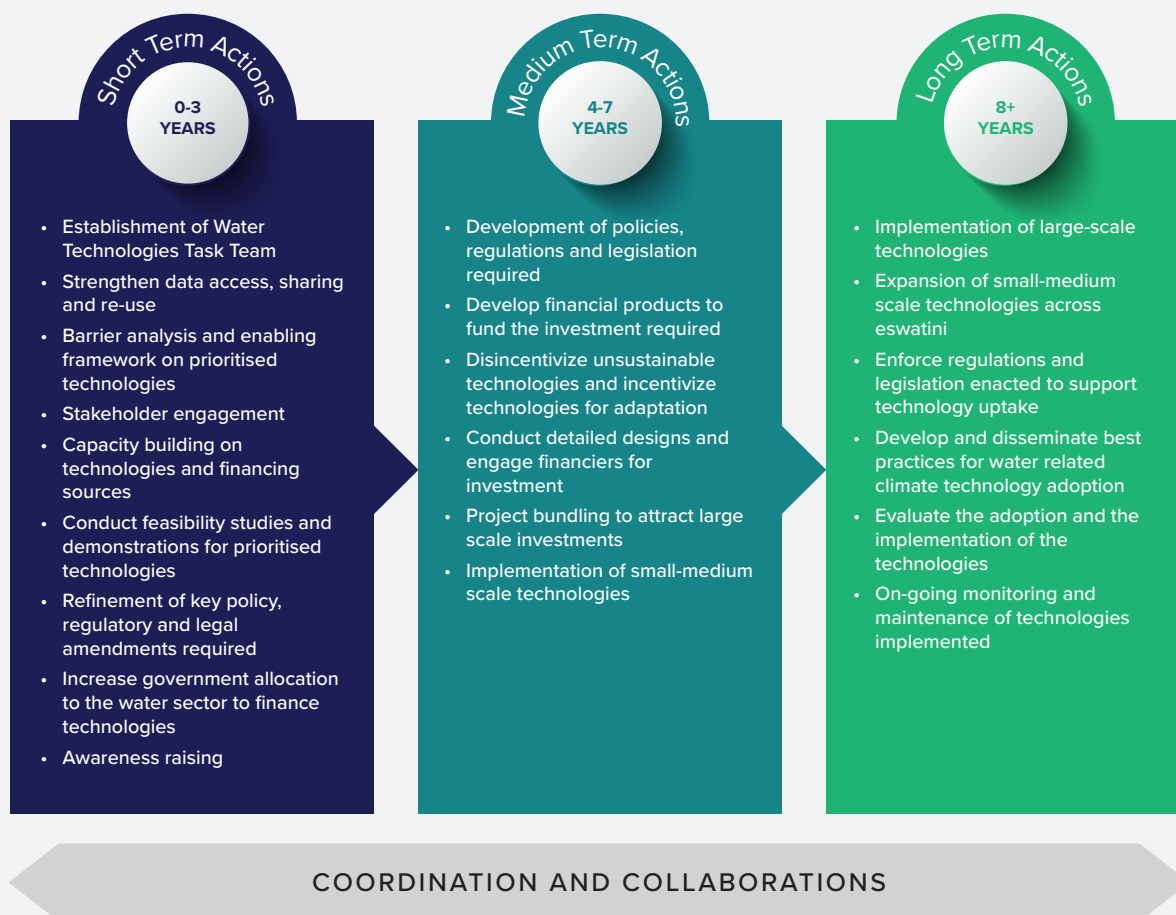 Short Term Actions
0-3
YEARS
• Establishment of Water
Technologies Task Team
• Strengthen data access, sharing
and re-use
• Barrier analysis and enabling
framework on prioritised
technologies
• Stakeholder engagement
• Capacity building on
technologies and financing
sources
• Conduct feasibility studies and
demonstrations for prioritised
technologies
• Refinement of key policy,
regulatory and legal
amendments required
• Increase government allocation
to the water sector to finance
technologies
• Awareness raising
Medium Term Actions
4-7
YEARS
• Development of policies,
regulations and legislation
required
• Develop financial products to
fund the investment required
• Disincentivize unsustainable
technologies and incentivize
technologies for adaptation
• Conduct detailed designs and
engage financiers for
investment
• Project bundling to attract large
scale investments
• Implementation of small-medium
scale technologies
Long Term Actions
8+
YEARS
• Implementation of large-scale
technologies
• Expansion of small-medium
scale technologies across
eswatini
• Enforce regulations and
legislation enacted to support
technology uptake
• Develop and disseminate best
practices for water related
climate technology adoption
• Evaluate the adoption and the
implementation of the
technologies
• On-going monitoring and
maintenance of technologies
implemented
COORDINATION AND COLLABORATIONS